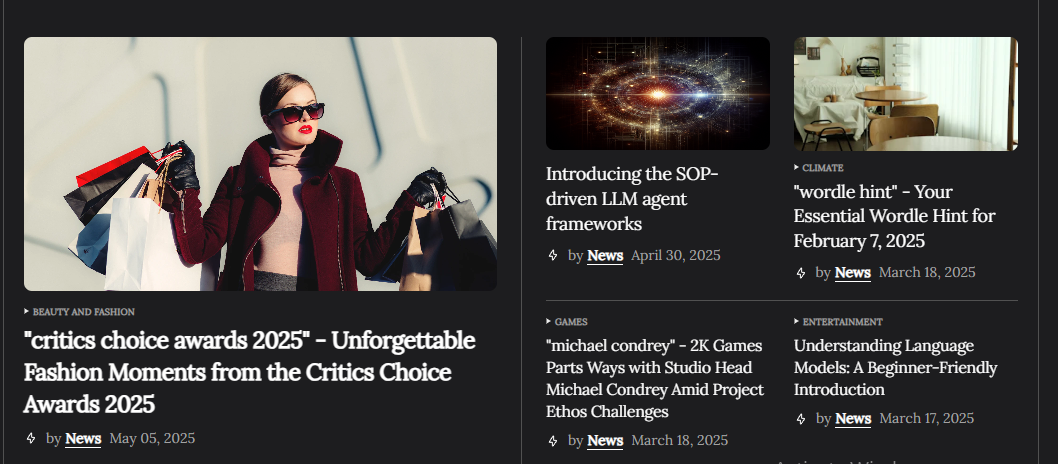 BEAUTY AND FASHION
"critics choice awards 2025" - Unforgettable
Fashion Moments from the Critics Choice
Awards 2025
by News May 05, 2025
Introducing the SOP-
driven LLM agent
frameworks
by News April 30, 2025
CLIMATE
"wordle hint" - Your
Essential Wordle Hint for
February 7, 2025
by News March 18, 2025
GAMES
"michael condrey" - 2K Games
Parts Ways with Studio Head
Michael Condrey Amid Project
Ethos Challenges
by News March 18, 2025
ENTERTAINMENT
Understanding Language
Models: A Beginner-Friendly
Introduction
by News March 17, 2025